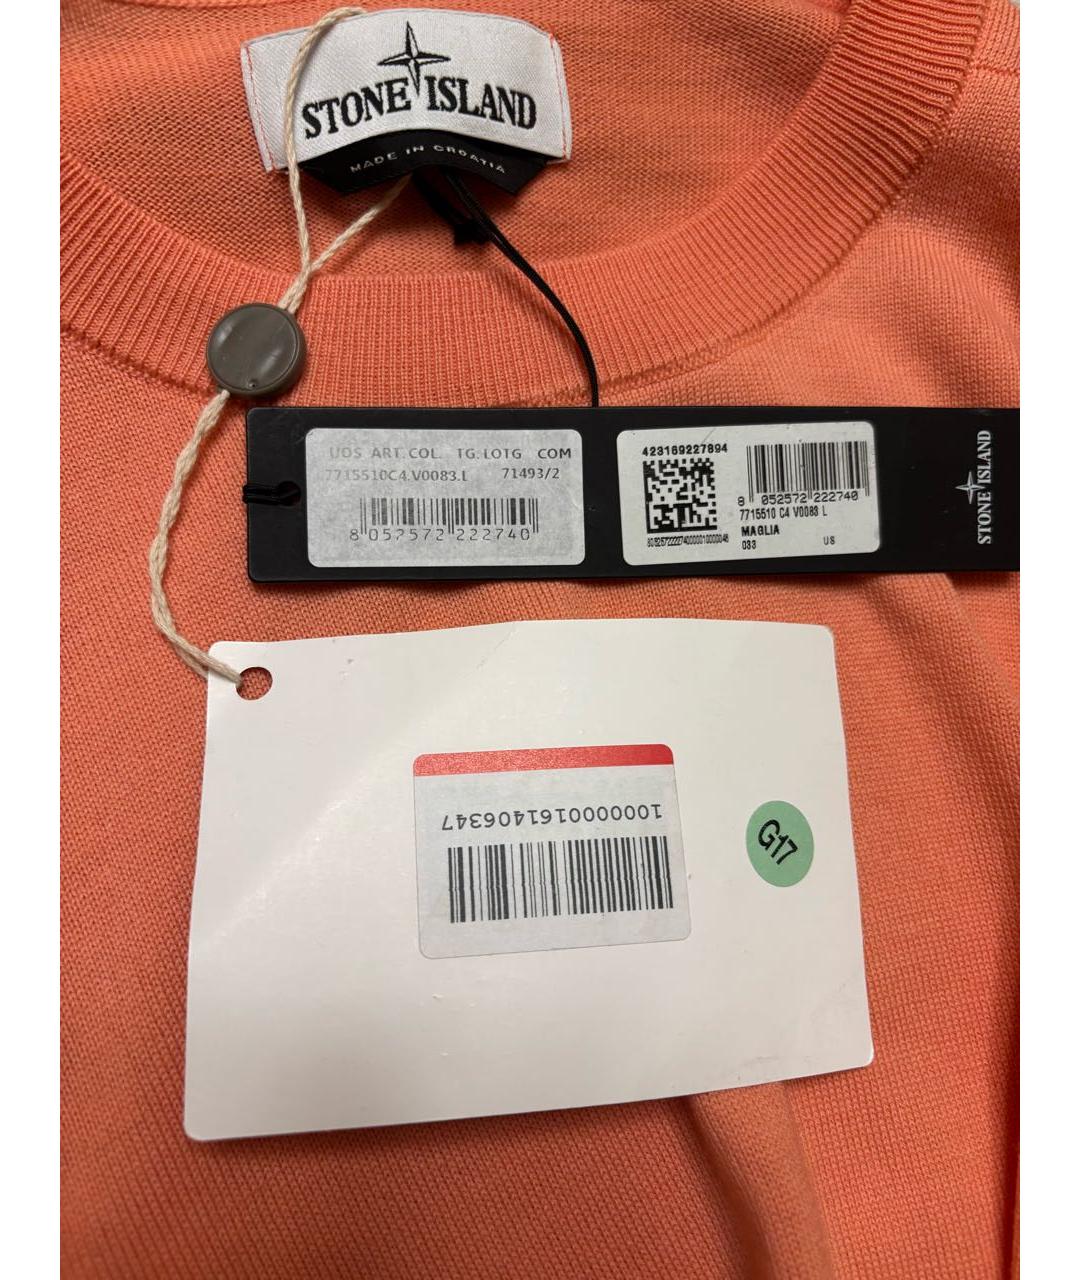 STONE ISLAND
MADE IN CROATIA
UOS ART.COL. TG.LOTG COM
7715510C4.V0083.L 71493/2
8 052572 222740
423169227894
8 052572 222740
7715510 C4 V0083 L
MAGLIA
033 US
STONE ISLAND
1000000161406347
G17